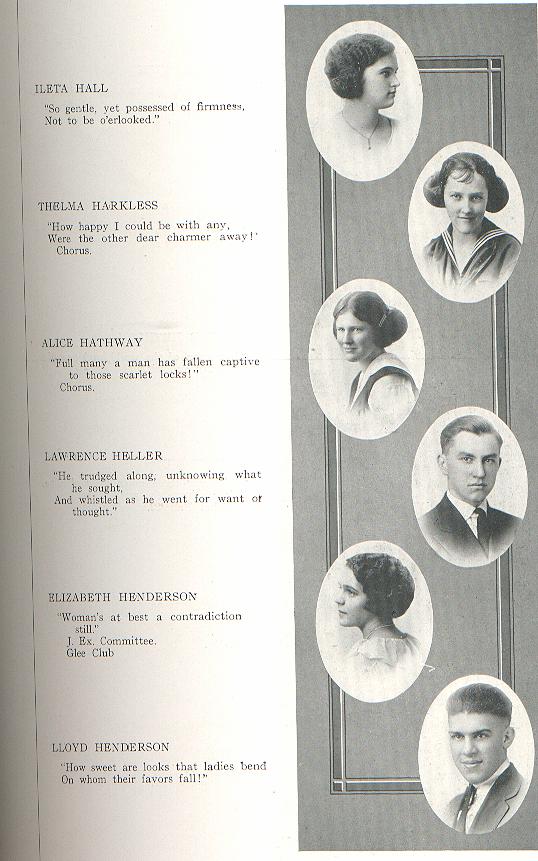 ILETA HALL
"So gentle, yet possessed of firmness,
Not to be o'erlooked."
THELMA HARKLESS
"How happy I could be with any,
Were the other dear charmer away!'
Chorus.
ALICE HATHWAY
"Full many a man has fallen captive
to those scarlet locks!"
Chorus.
LAWRENCE HELLER
"He trudged along, unknowing what
he sought,
And whistled as he went for want of
thought."
ELIZABETH HENDERSON
"Woman's at best a contradiction
still."
J. Ex. Committee.
Glee Club
LLOYD HENDERSON
"How sweet are looks that ladies bend
On whom their favors fall!"